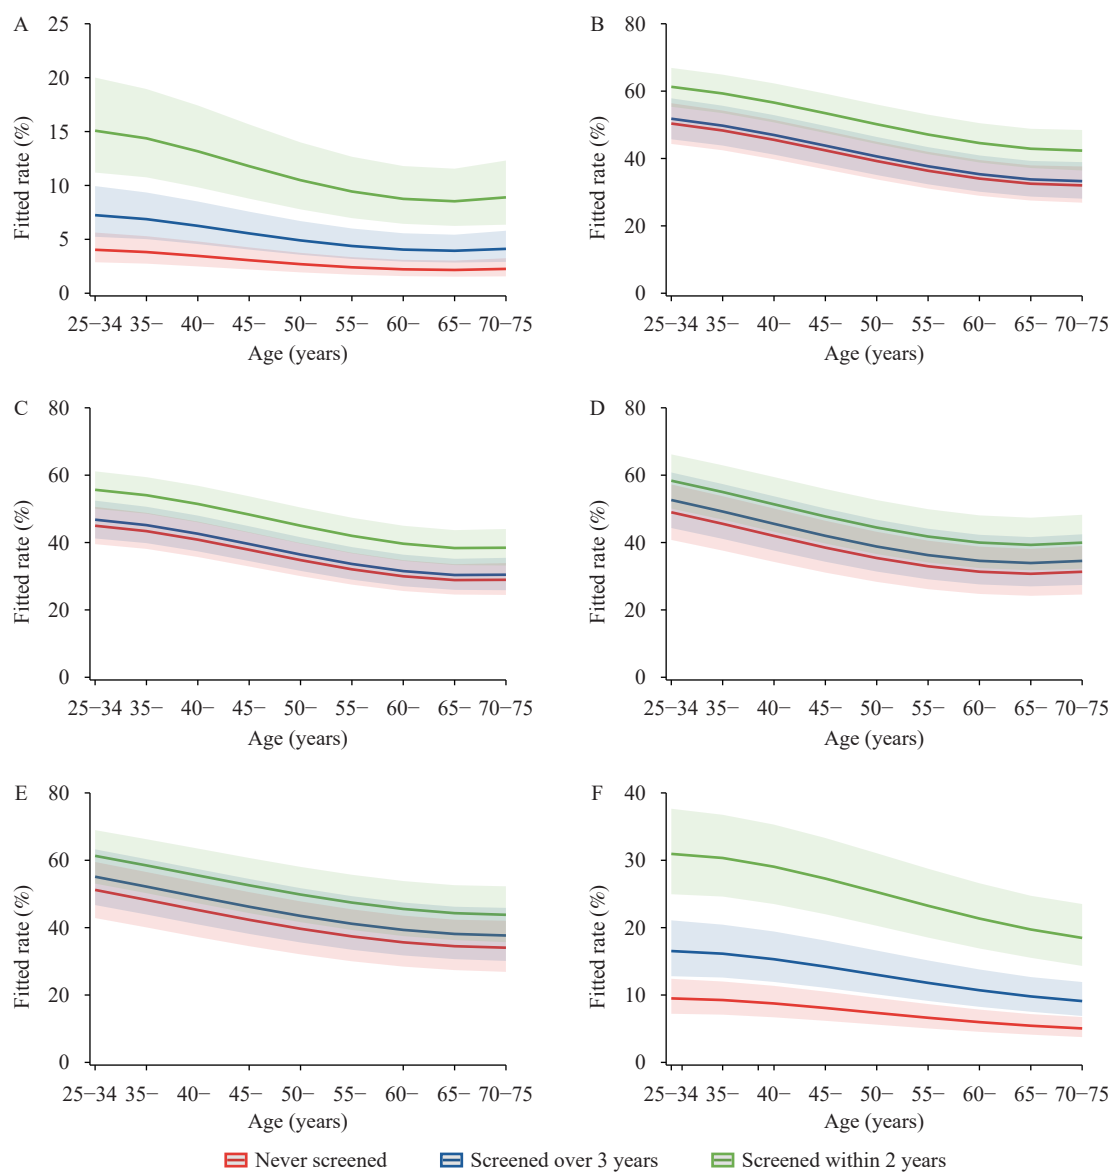 A
25
20
15
10
5
0
Fitted rate (%)
25−34 35− 40− 45− 50− 55− 60− 65− 70−75
Age (years)
B
80
60
40
20
0
Fitted rate (%)
25−34 35− 40− 45− 50− 55− 60− 65− 70−75
Age (years)
C
80
60
40
20
0
Fitted rate (%)
25−34 35− 40− 45− 50− 55− 60− 65− 70−75
Age (years)
D
80
60
40
20
0
Fitted rate (%)
25−34 35− 40− 45− 50− 55− 60− 65− 70−75
Age (years)
E
80
60
40
20
0
Fitted rate (%)
25−34 35− 40− 45− 50− 55− 60− 65− 70−75
Age (years)
F
40
30
20
10
0
Fitted rate (%)
25−34 35− 40− 45− 50− 55− 60− 65− 70−75
Age (years)
Never screened Screened over 3 years Screened within 2 years